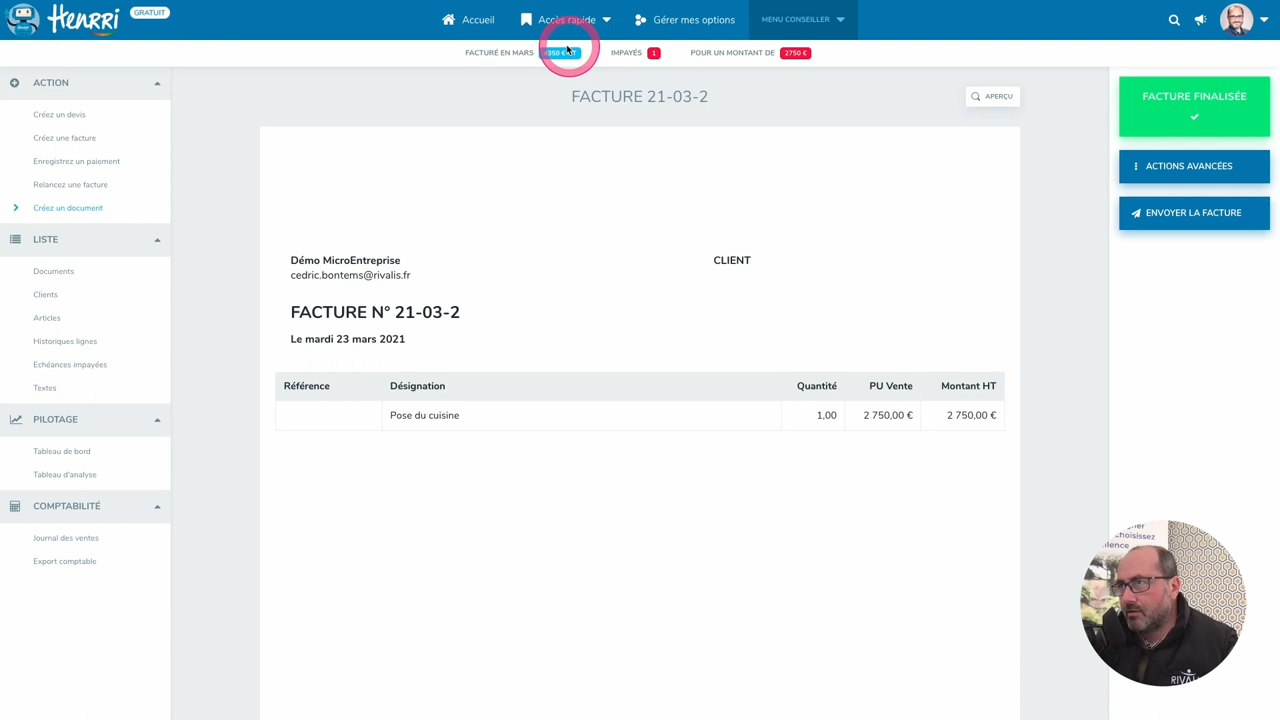 Henrri GRATUIT
Accueil
Accès rapide
Gérer mes options
MENU CONSEILLER
FACTURÉ EN MARS
IMPAYÉS 1
POUR UN MONTANT DE 2750 €
ACTION
Créez un devis
Créez une facture
Enregistrez un paiement
Relancez une facture
Créez un document
LISTE
Documents
Clients
Articles
Historiques lignes
Echéances impayées
Textes
PILOTAGE
Tableau de bord
Tableau d'analyse
COMPTABILITÉ
Journal des ventes
Export comptable
FACTURE 21-03-2
APERÇU
Démo MicroEntreprise
cedric.bontems@rivalis.fr
CLIENT
FACTURE N° 21-03-2
Le mardi 23 mars 2021
Référence Désignation Quantité PU Vente Montant HT
Pose du cuisine 1,00 2 750,00 € 2 750,00 €
FACTURE FINALISÉE
ACTIONS AVANCÉES
ENVOYER LA FACTURE
choisissez